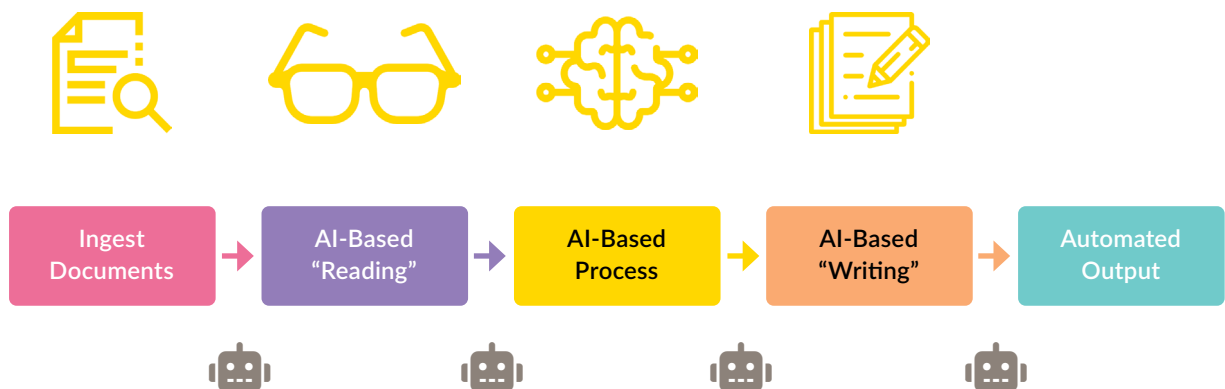 Ingest
Documents
AI-Based
“Reading”
AI-Based
Process
AI-Based
“Writing”
Automated
Output